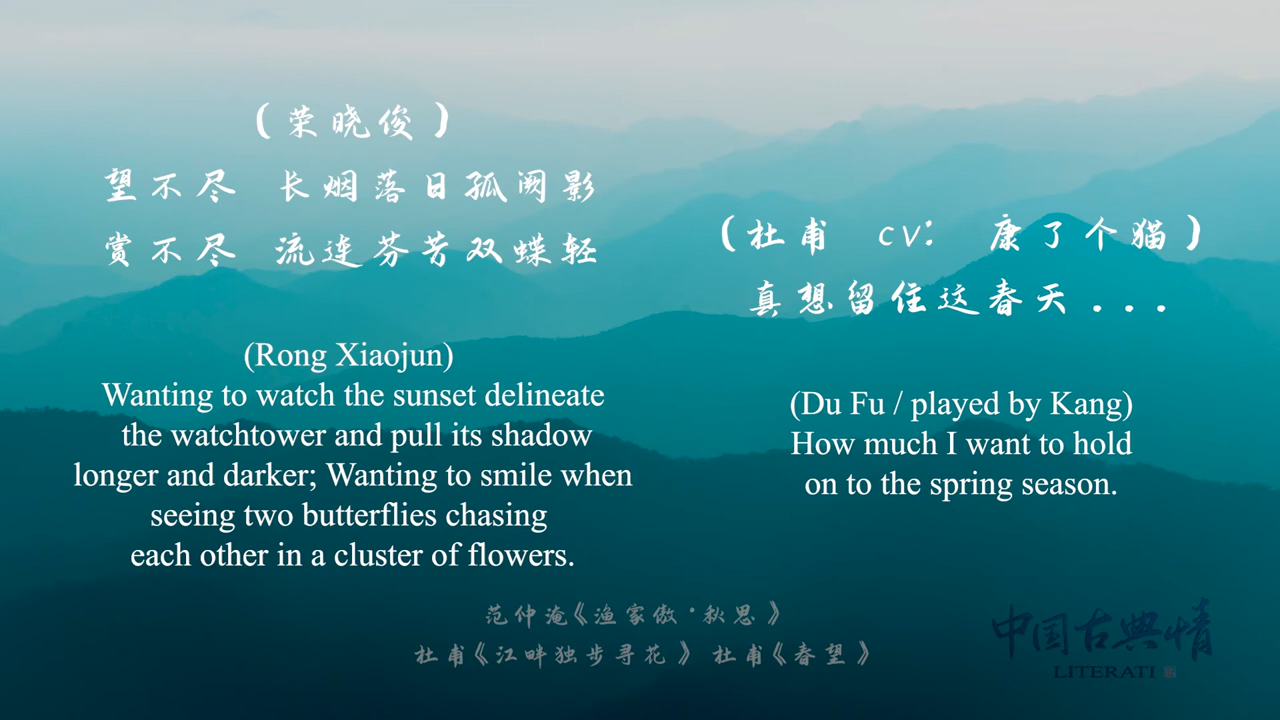 （荣晓俊）
望不尽 长烟落日孤阙影
赏不尽 流连芬芳双蝶轻
(Rong Xiaojun)
Wanting to watch the sunset delineate
the watchtower and pull its shadow
longer and darker; Wanting to smile when
seeing two butterflies chasing
each other in a cluster of flowers.
（杜甫 cv: 康了个猫）
真想留住这春天...
(Du Fu / played by Kang)
How much I want to hold
on to the spring season.
范仲淹《渔家傲·秋思》
杜甫《江畔独步寻花》 杜甫《春望》
中国古典情
LITERATI